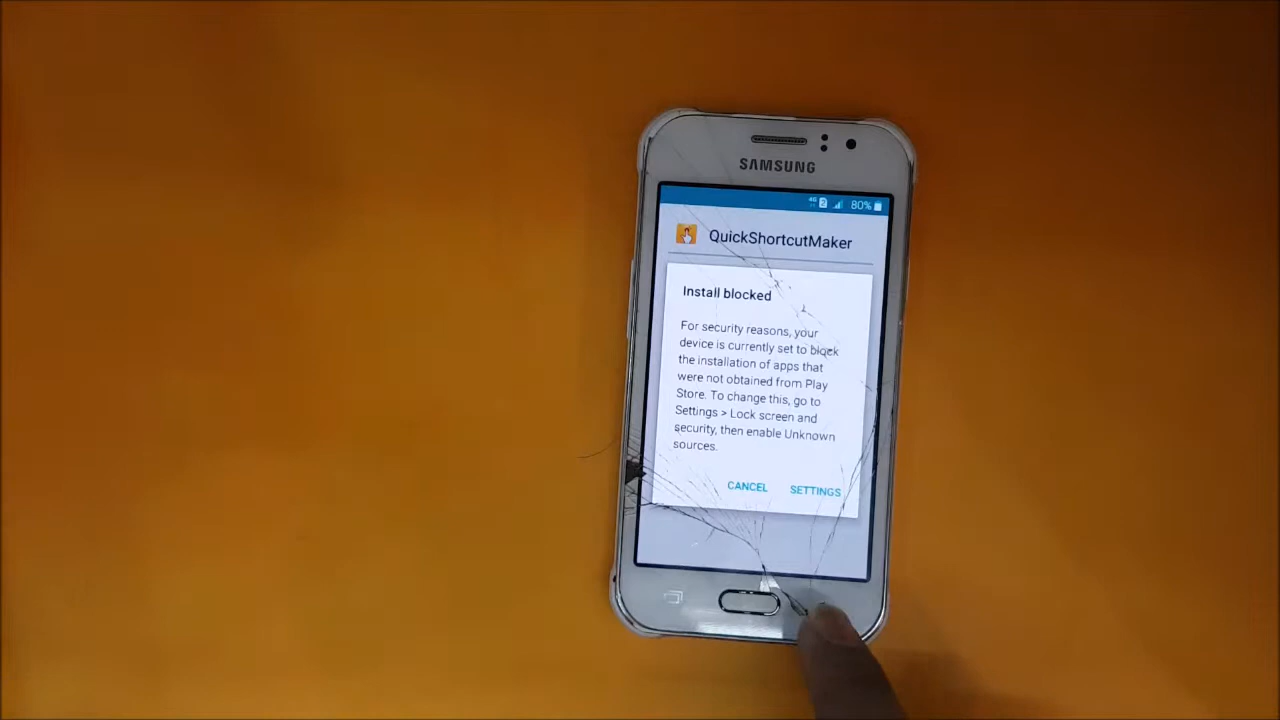 SAMSUNG
4G 2 80%
QuickShortcutMaker
Install blocked
For security reasons, your
device is currently set to block
the installation of apps that
were not obtained from Play
Store. To change this, go to
Settings > Lock screen and
security, then enable Unknown
sources.
CANCEL SETTINGS